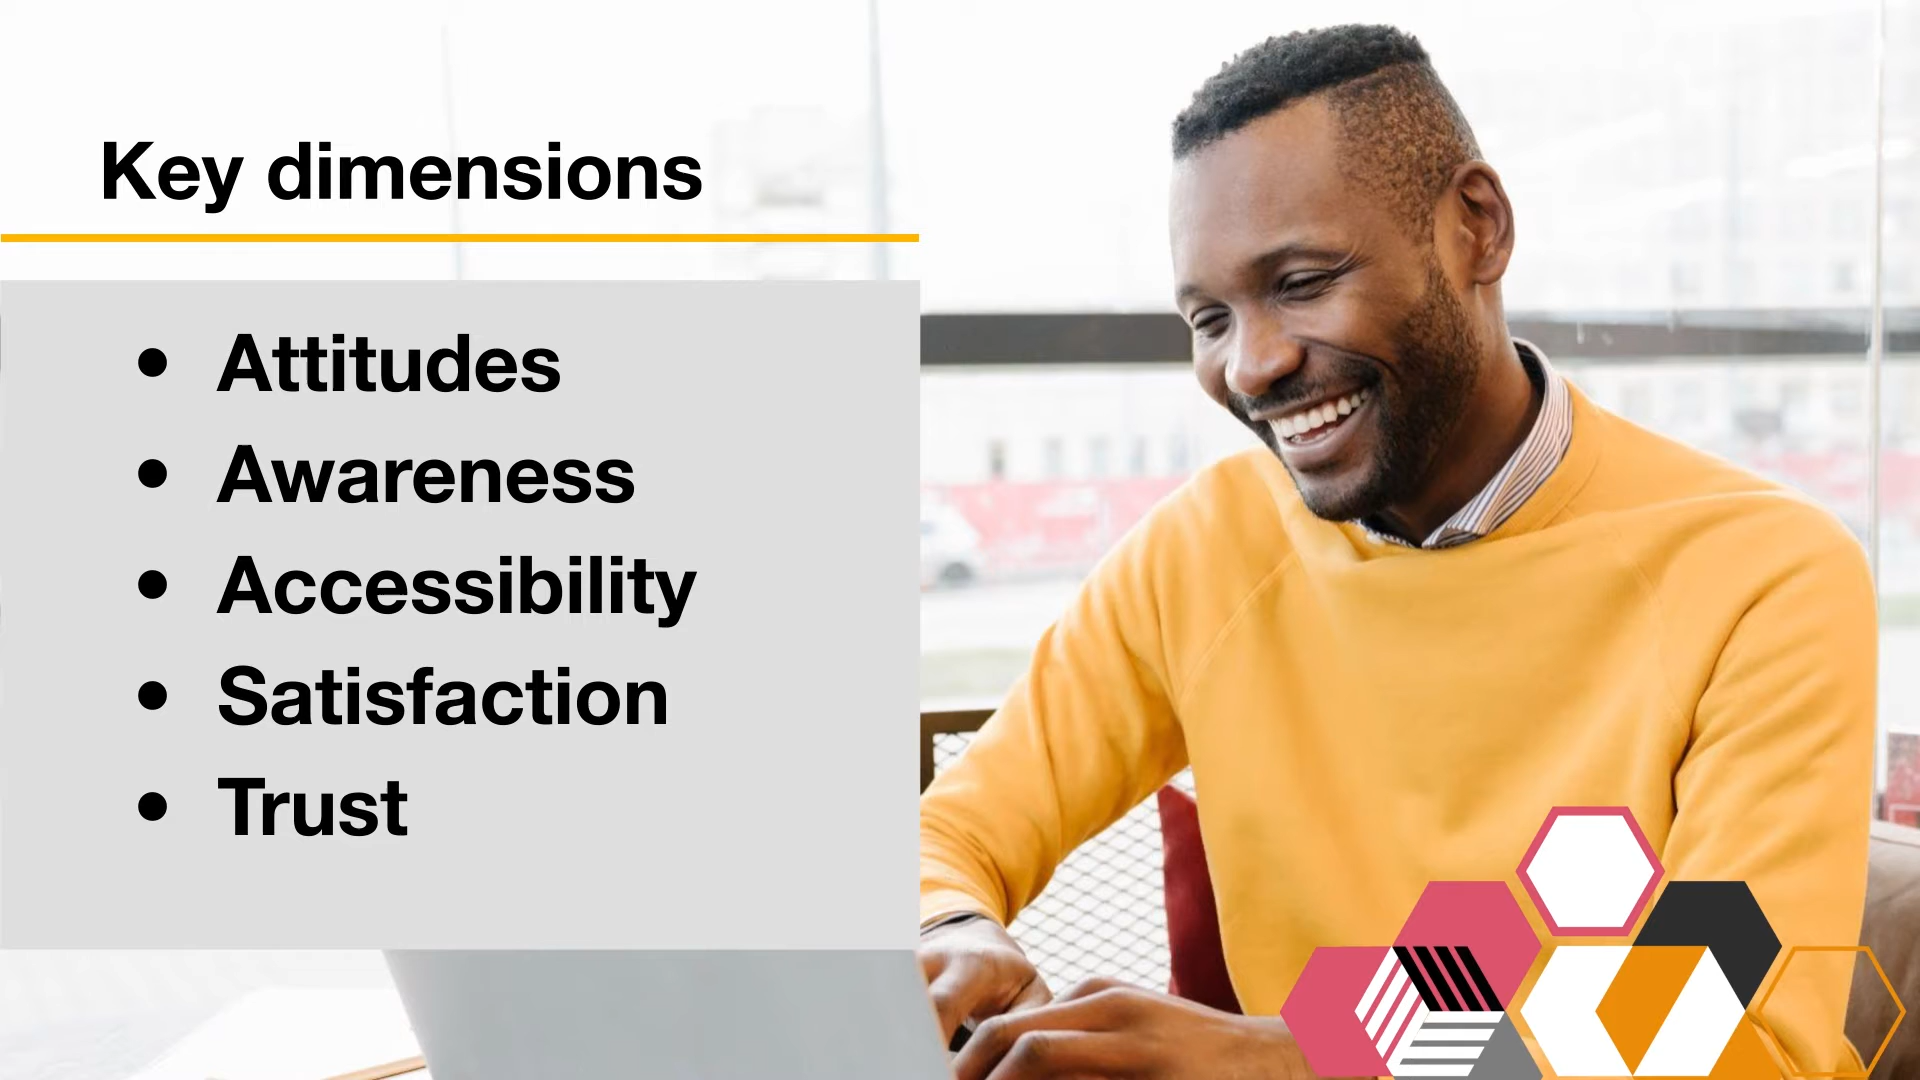 Key dimensions
• Attitudes
• Awareness
• Accessibility
• Satisfaction
• Trust